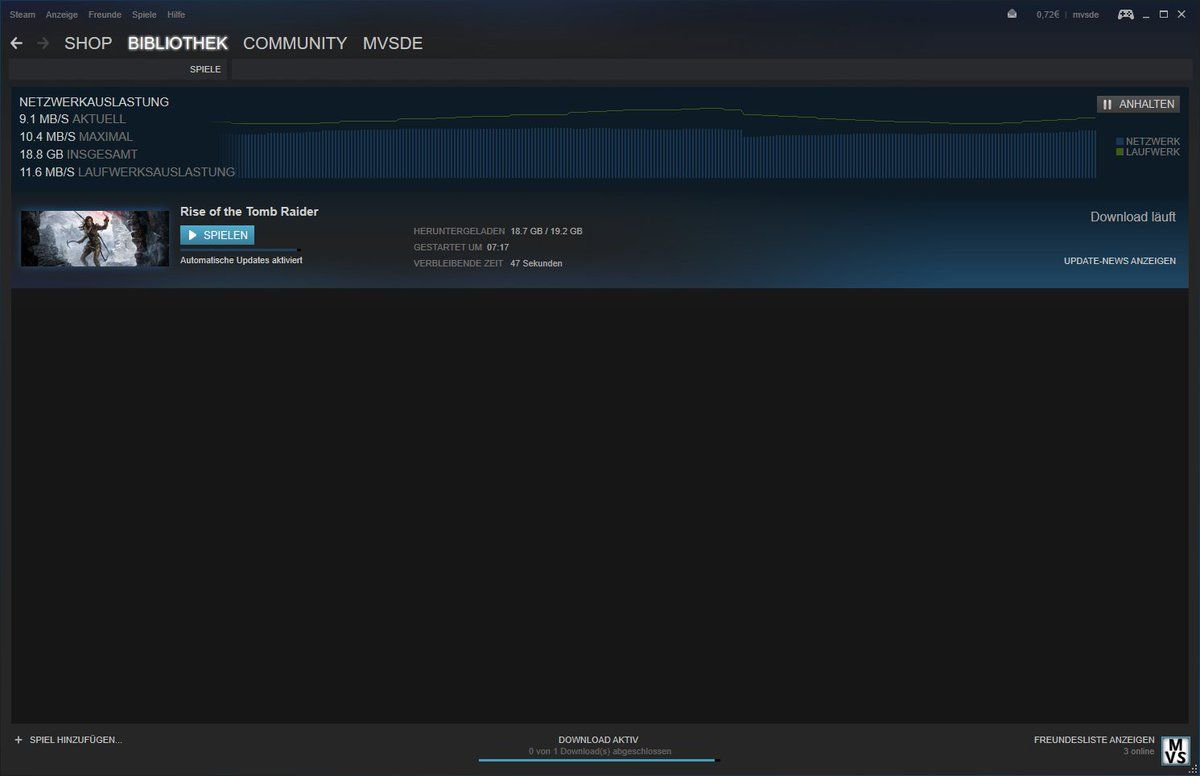 Steam Anzeige Freunde Spiele Hilfe
0,72€ | mvsde
SHOP BIBLIOTHEK COMMUNITY MVSDE
SPIELE
NETZWERKAUSLASTUNG
9.1 MB/S AKTUELL
10.4 MB/S MAXIMAL
18.8 GB INSGESAMT
11.6 MB/S LAUFWERKSAUSLASTUNG
ANHALTEN
NETZWERK
LAUFWERK
Rise of the Tomb Raider
SPIELEN
Automatische Updates aktiviert
HERUNTERGELADEN 18.7 GB / 19.2 GB
GESTARTET UM 07:17
VERBLEIBENDE ZEIT 47 Sekunden
Download läuft
UPDATE-NEWS ANZEIGEN
+ SPIEL HINZUFÜGEN...
DOWNLOAD AKTIV
0 von 1 Download(s) abgeschlossen
FREUNDESLISTE ANZEIGEN
3 online
M
VS